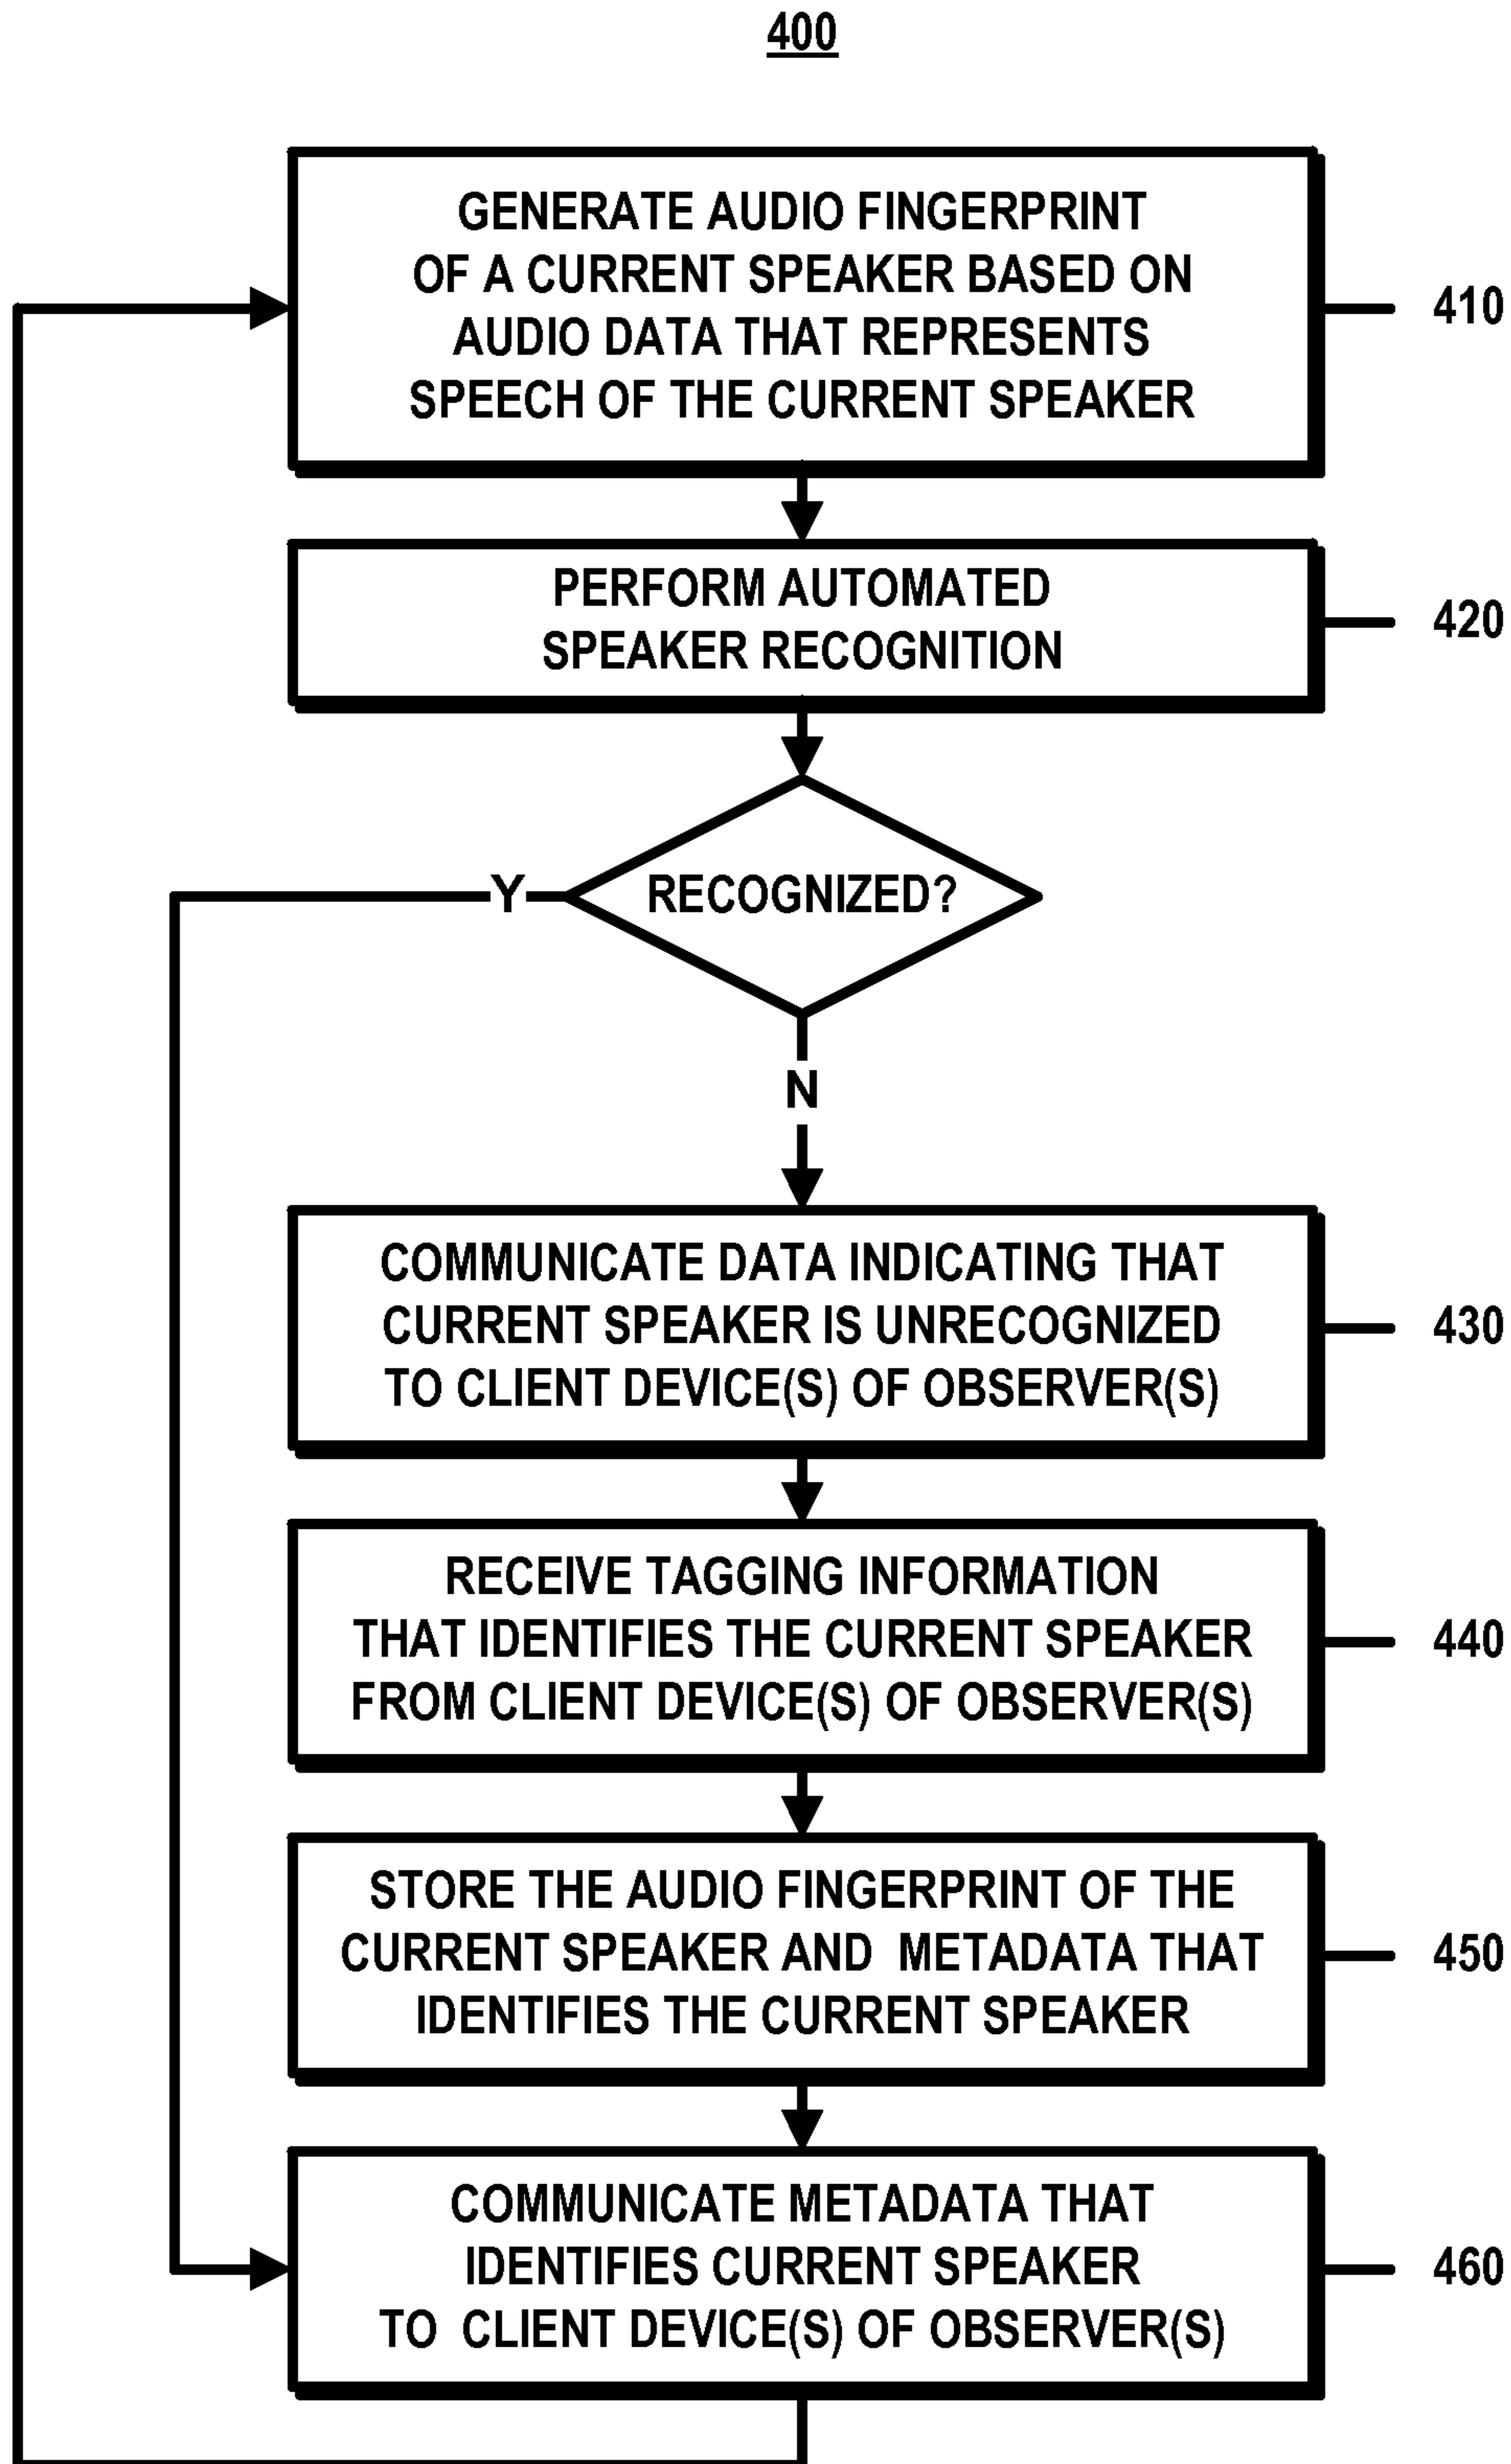 400
GENERATE AUDIO FINGERPRINT
OF A CURRENT SPEAKER BASED ON
AUDIO DATA THAT REPRESENTS
SPEECH OF THE CURRENT SPEAKER
410
PERFORM AUTOMATED
SPEAKER RECOGNITION
420
RECOGNIZED?
Y
N
COMMUNICATE DATA INDICATING THAT
CURRENT SPEAKER IS UNRECOGNIZED
TO CLIENT DEVICE(S) OF OBSERVER(S)
430
RECEIVE TAGGING INFORMATION
THAT IDENTIFIES THE CURRENT SPEAKER
FROM CLIENT DEVICE(S) OF OBSERVER(S)
440
STORE THE AUDIO FINGERPRINT OF THE
CURRENT SPEAKER AND METADATA THAT
IDENTIFIES THE CURRENT SPEAKER
450
COMMUNICATE METADATA THAT
IDENTIFIES CURRENT SPEAKER
TO CLIENT DEVICE(S) OF OBSERVER(S)
460